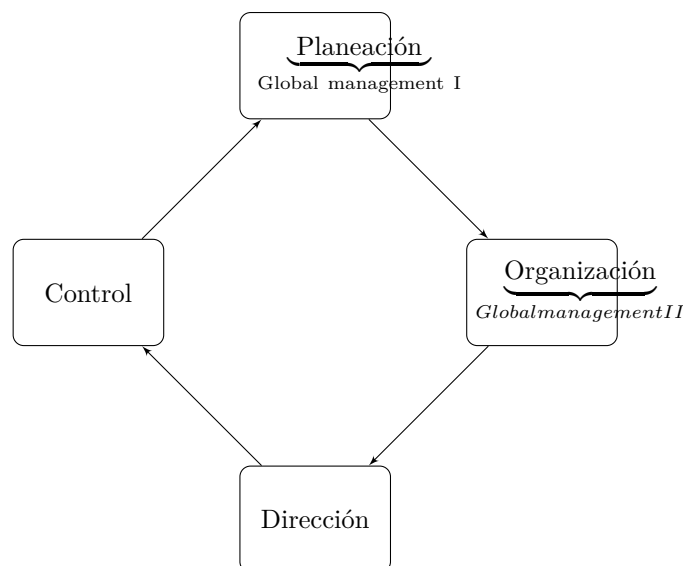 Planeación
Global management I
Control
Organización
GlobalmanagementII
Dirección